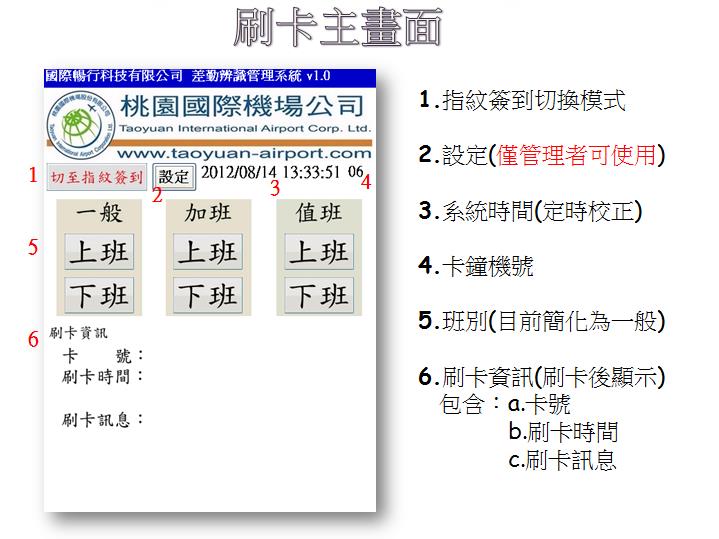 刷卡主畫面
國際暢行科技有限公司 差勤辨識管理系統 v1.0
桃園國際機場公司
Taoyuan International Airport Corp. Ltd.
www.taoyuan-airport.com
1 切至指紋簽到 設定 2012/08/14 13:33:51 06
2 3 4
一般 加班 值班
5 上班 上班 上班
下班 下班 下班
6 刷卡資訊
卡 號：
刷卡時間：
刷卡訊息：
1.指紋簽到切換模式
2.設定(僅管理者可使用)
3.系統時間(定時校正)
4.卡鐘機號
5.班別(目前簡化為一般)
6.刷卡資訊(刷卡後顯示)
包含：a.卡號
b.刷卡時間
c.刷卡訊息